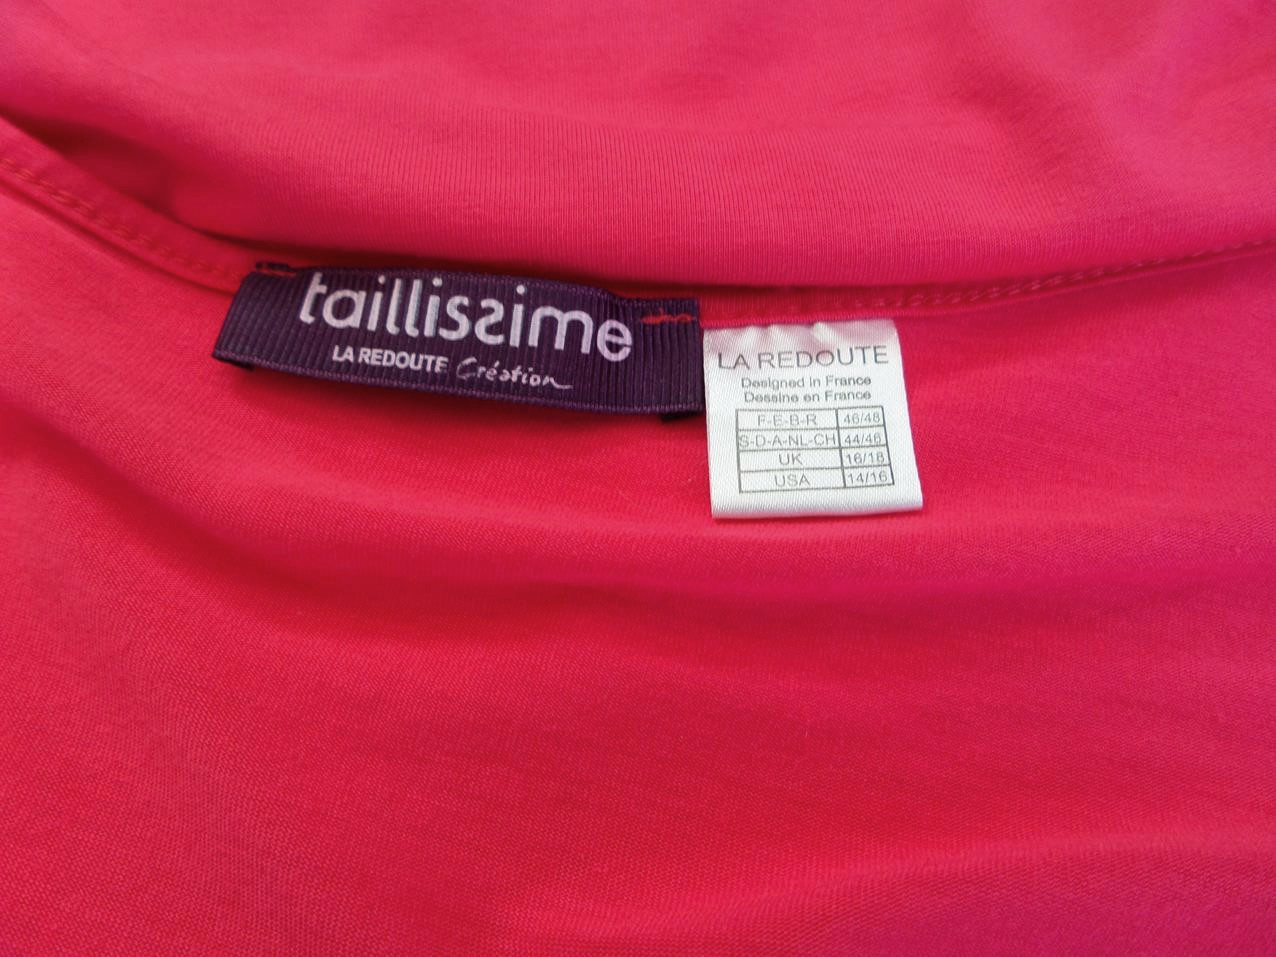 taillissime
LA REDOUTE Création
LA REDOUTE
Designed in France
Dessine en France
F-E-B-R 46/48
S-D-A-NL-CH 44/46
UK 16/18
USA 14/16